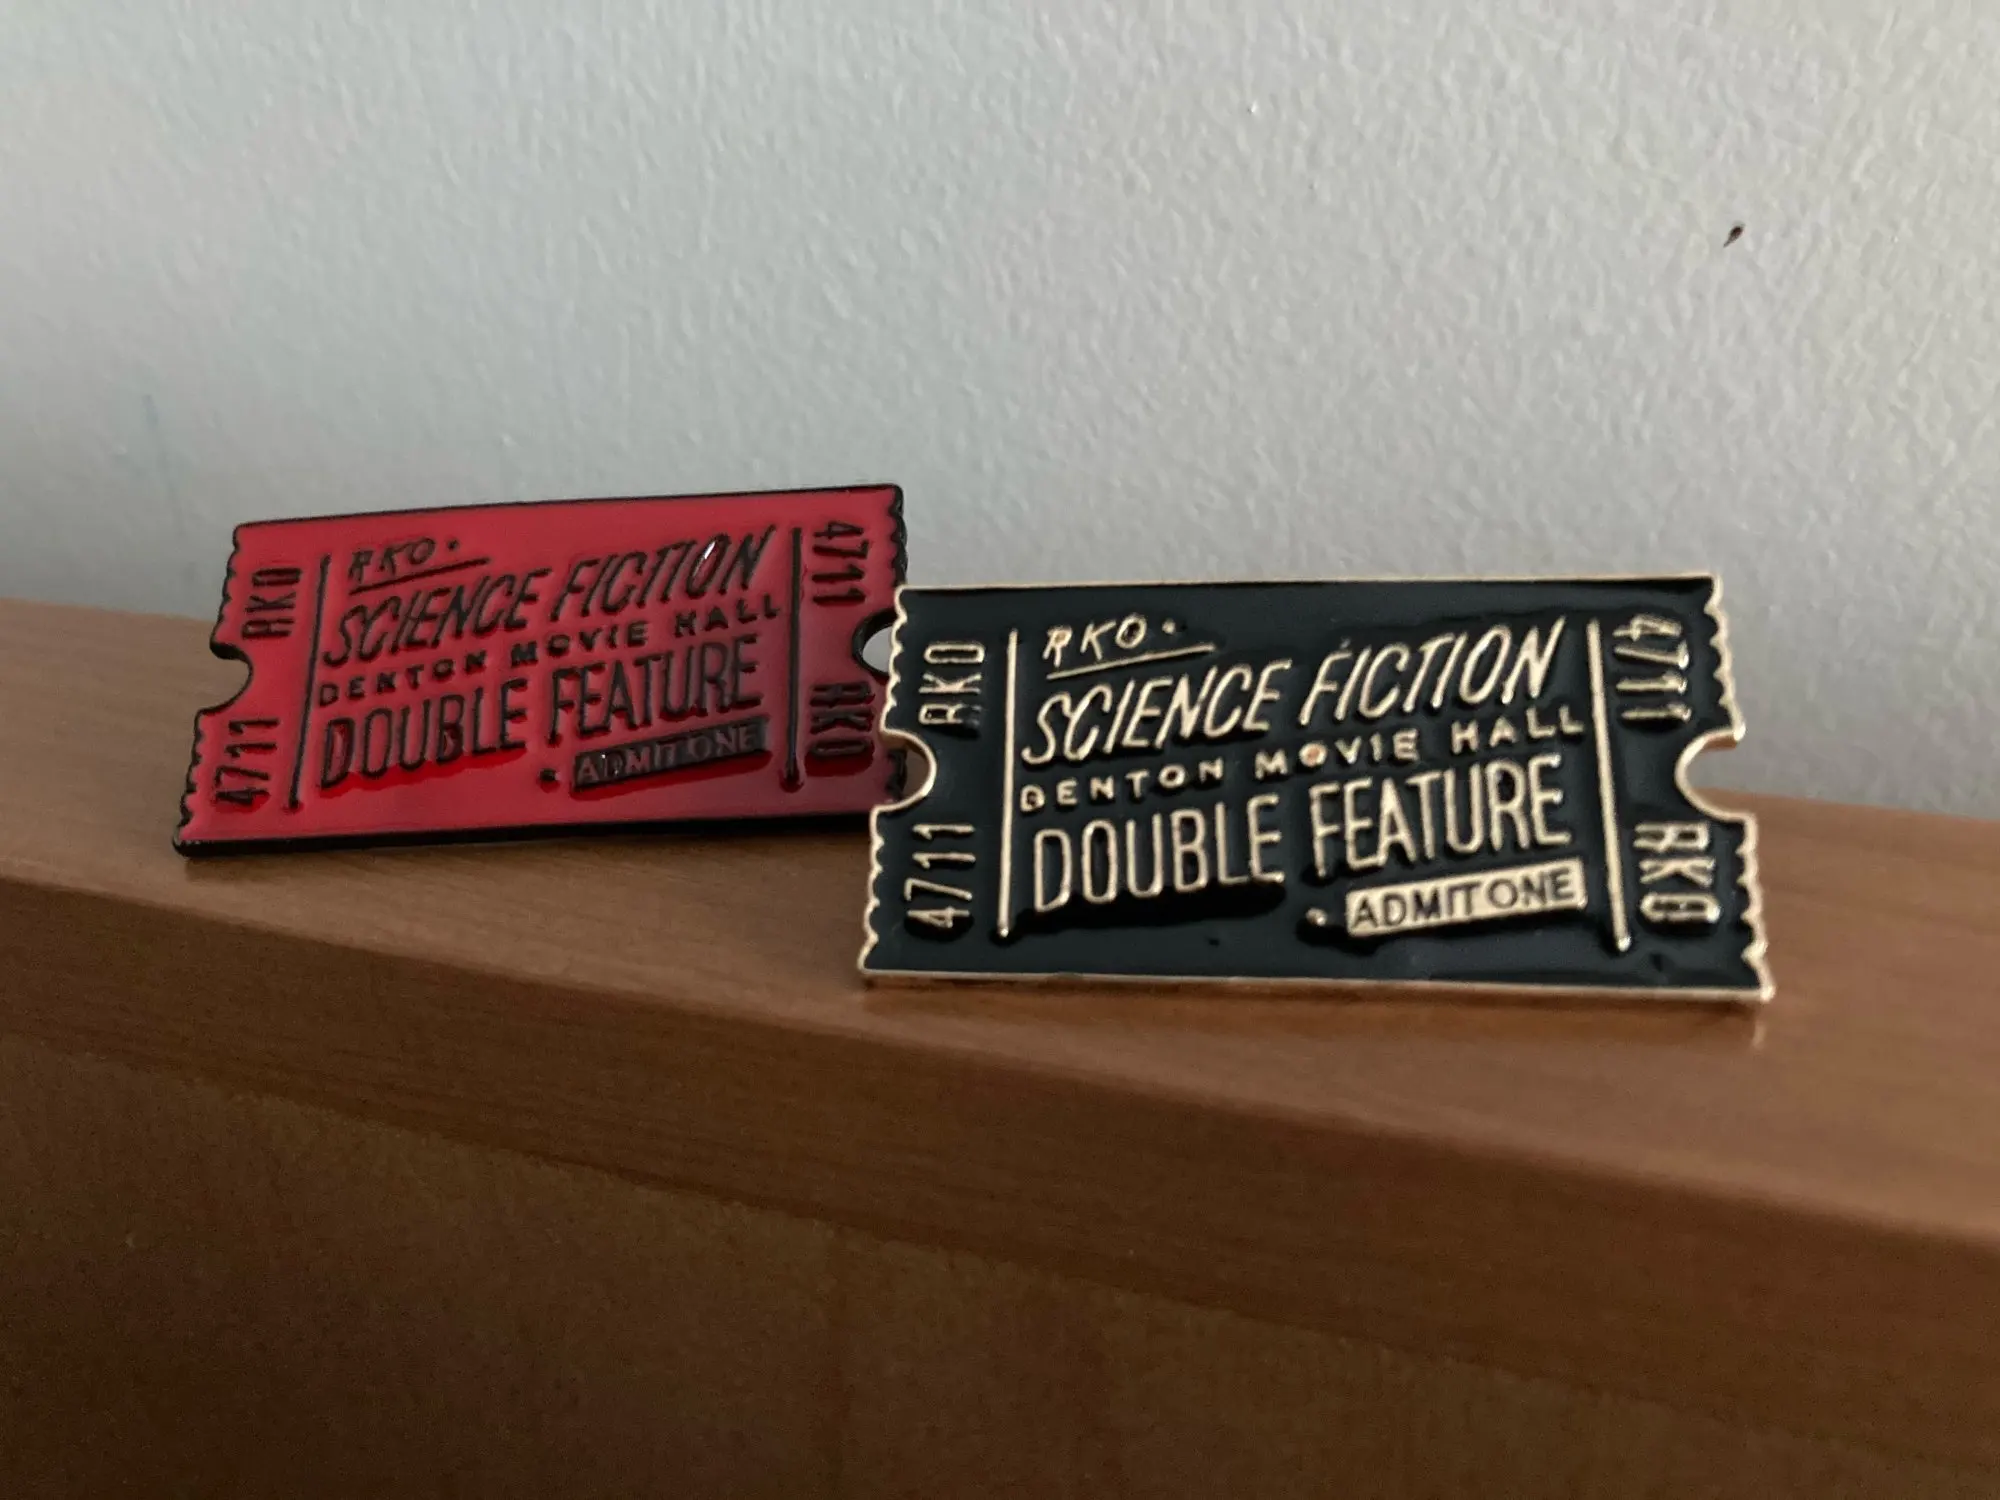 RKO
4711
RKO.
SCIENCE FICTION
DENTON MOVIE HALL
DOUBLE FEATURE
ADMIT ONE
4711
RKO
RKO
4711
RKO.
SCIENCE FICTION
DENTON MOVIE HALL
DOUBLE FEATURE
ADMIT ONE
4711
RKO